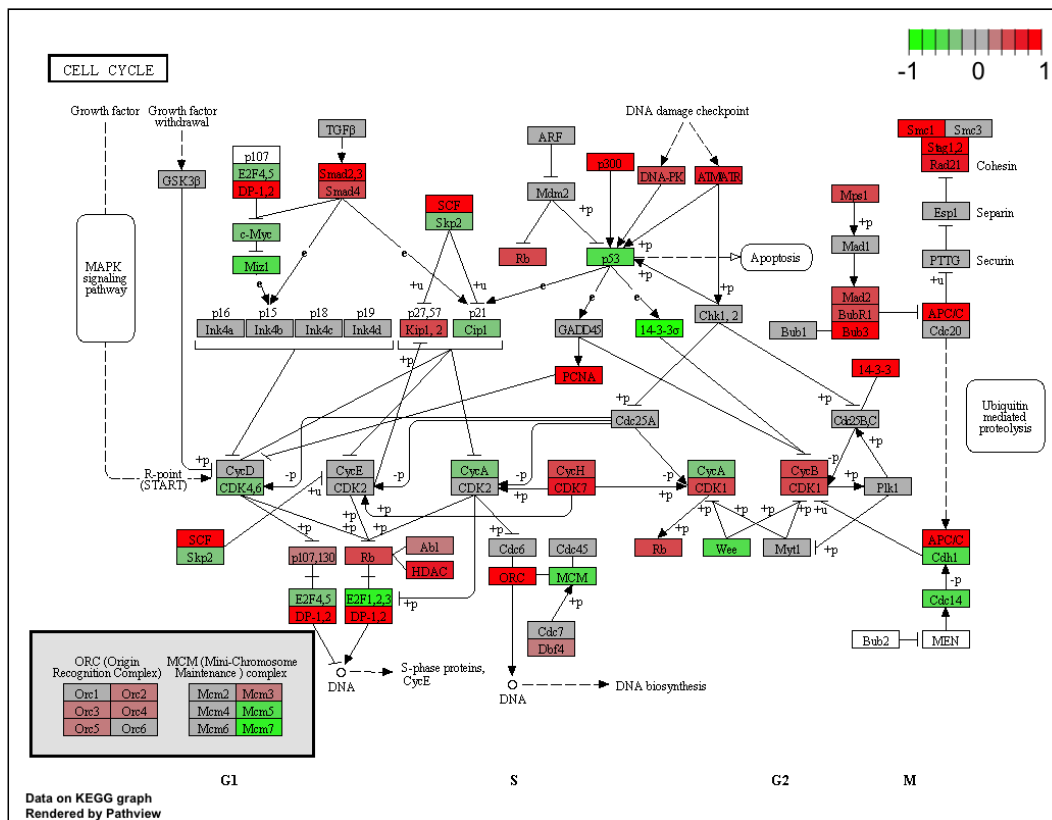 CELL CYCLE
-1 0 1
Growth factor
Growth factor
withdrawal
TGFβ
ARF
DNA damage checkpoint
Smc1 Smc3
Stag1,2
Rad21
Cohesin
p107
E2F4,5
DP-1,2
GSK3β
Smad2,3
Smad4
p300
DNA-PK
ATM/ATR
Mdm2
+p
SCF
Skp2
Mps1
Esp1
Separin
c-Myc
Rb
+p
p53
Mad1
Miz1
Apoptosis
PTTG
Securin
MAPK
signaling
pathway
e
e
e
+u
+u
e
e
e
+p
+p
+u
p16
Ink4a
p15
Ink4b
p18
Ink4c
p19
Ink4d
p27,57
Kip1, 2
p21
Cip1
GADD45
14-3-3σ
Chk1, 2
Mad2
BubR1
Bub1
Bub3
APC/C
Cdc20
+p
PCNA
14-3-3
Ubiquitin
mediated
proteolysis
+p
Cdc25A
+p
Cdc25B,C
R-point
(START)
+p
CycD
CDK4,6
-p
CycE
CDK2
-p
CycA
CDK2
-p
+p
CycH
CDK7
-p
+p
CycA
CDK1
CycB
CDK1
-p
+p
+u
Plk1
+p
+u
+p
+p
+p
+p
+p
+p
+p
+p
+p
+p
SCF
Skp2
p107,130
Rb
Abl
HDAC
Cdc6
Cdc45
ORC
MCM
Rb
Wee
Myt1
APC/C
Cdh1
-p
E2F4,5
DP-1,2
E2F1,2,3
DP-1,2
+p
+p
Cdc7
Dbf4
Cdc14
Bub2
MEN
DNA
S-phase proteins,
CycE
DNA
DNA biosynthesis
ORC (Origin
Recognition Complex)
MCM (Mini-Chromosome
Maintenance ) complex
Orc1 Orc2 Mcm2 Mcm3
Orc3 Orc4 Mcm4 Mcm5
Orc5 Orc6 Mcm6 Mcm7
G1 S G2 M
Data on KEGG graph
Rendered by Pathview